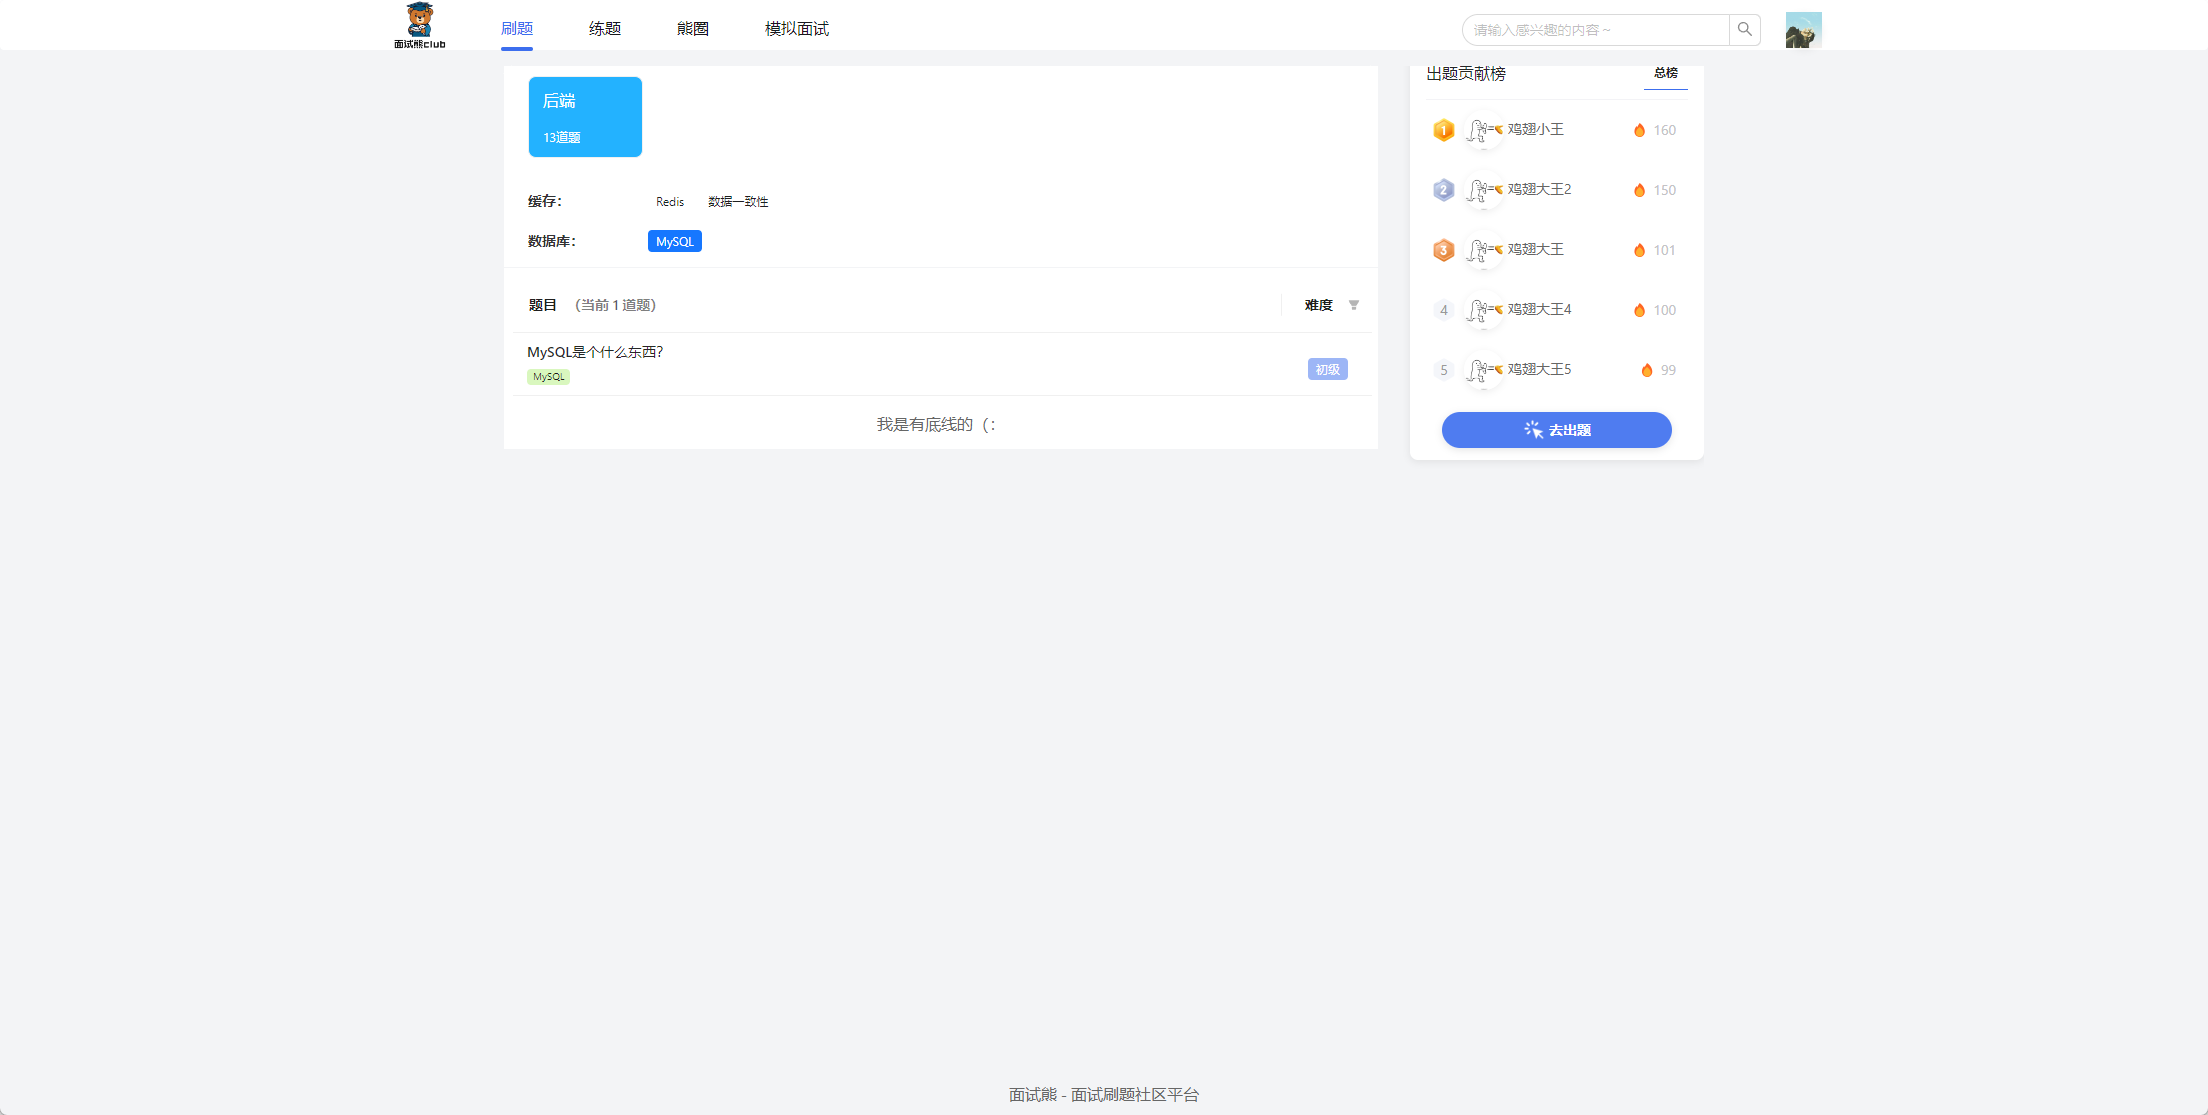 面试熊club
刷题 练题 熊圈 模拟面试
请输入感兴趣的内容～
后端
13道题
缓存： Redis 数据一致性
数据库： MySQL
题目 （当前 1 道题） 难度
MySQL是个什么东西？
MySQL
初级
我是有底线的（：
出题贡献榜 总榜
1 鸡翅小王 160
2 鸡翅大王2 150
3 鸡翅大王 101
4 鸡翅大王4 100
5 鸡翅大王5 99
去出题
面试熊 - 面试刷题社区平台